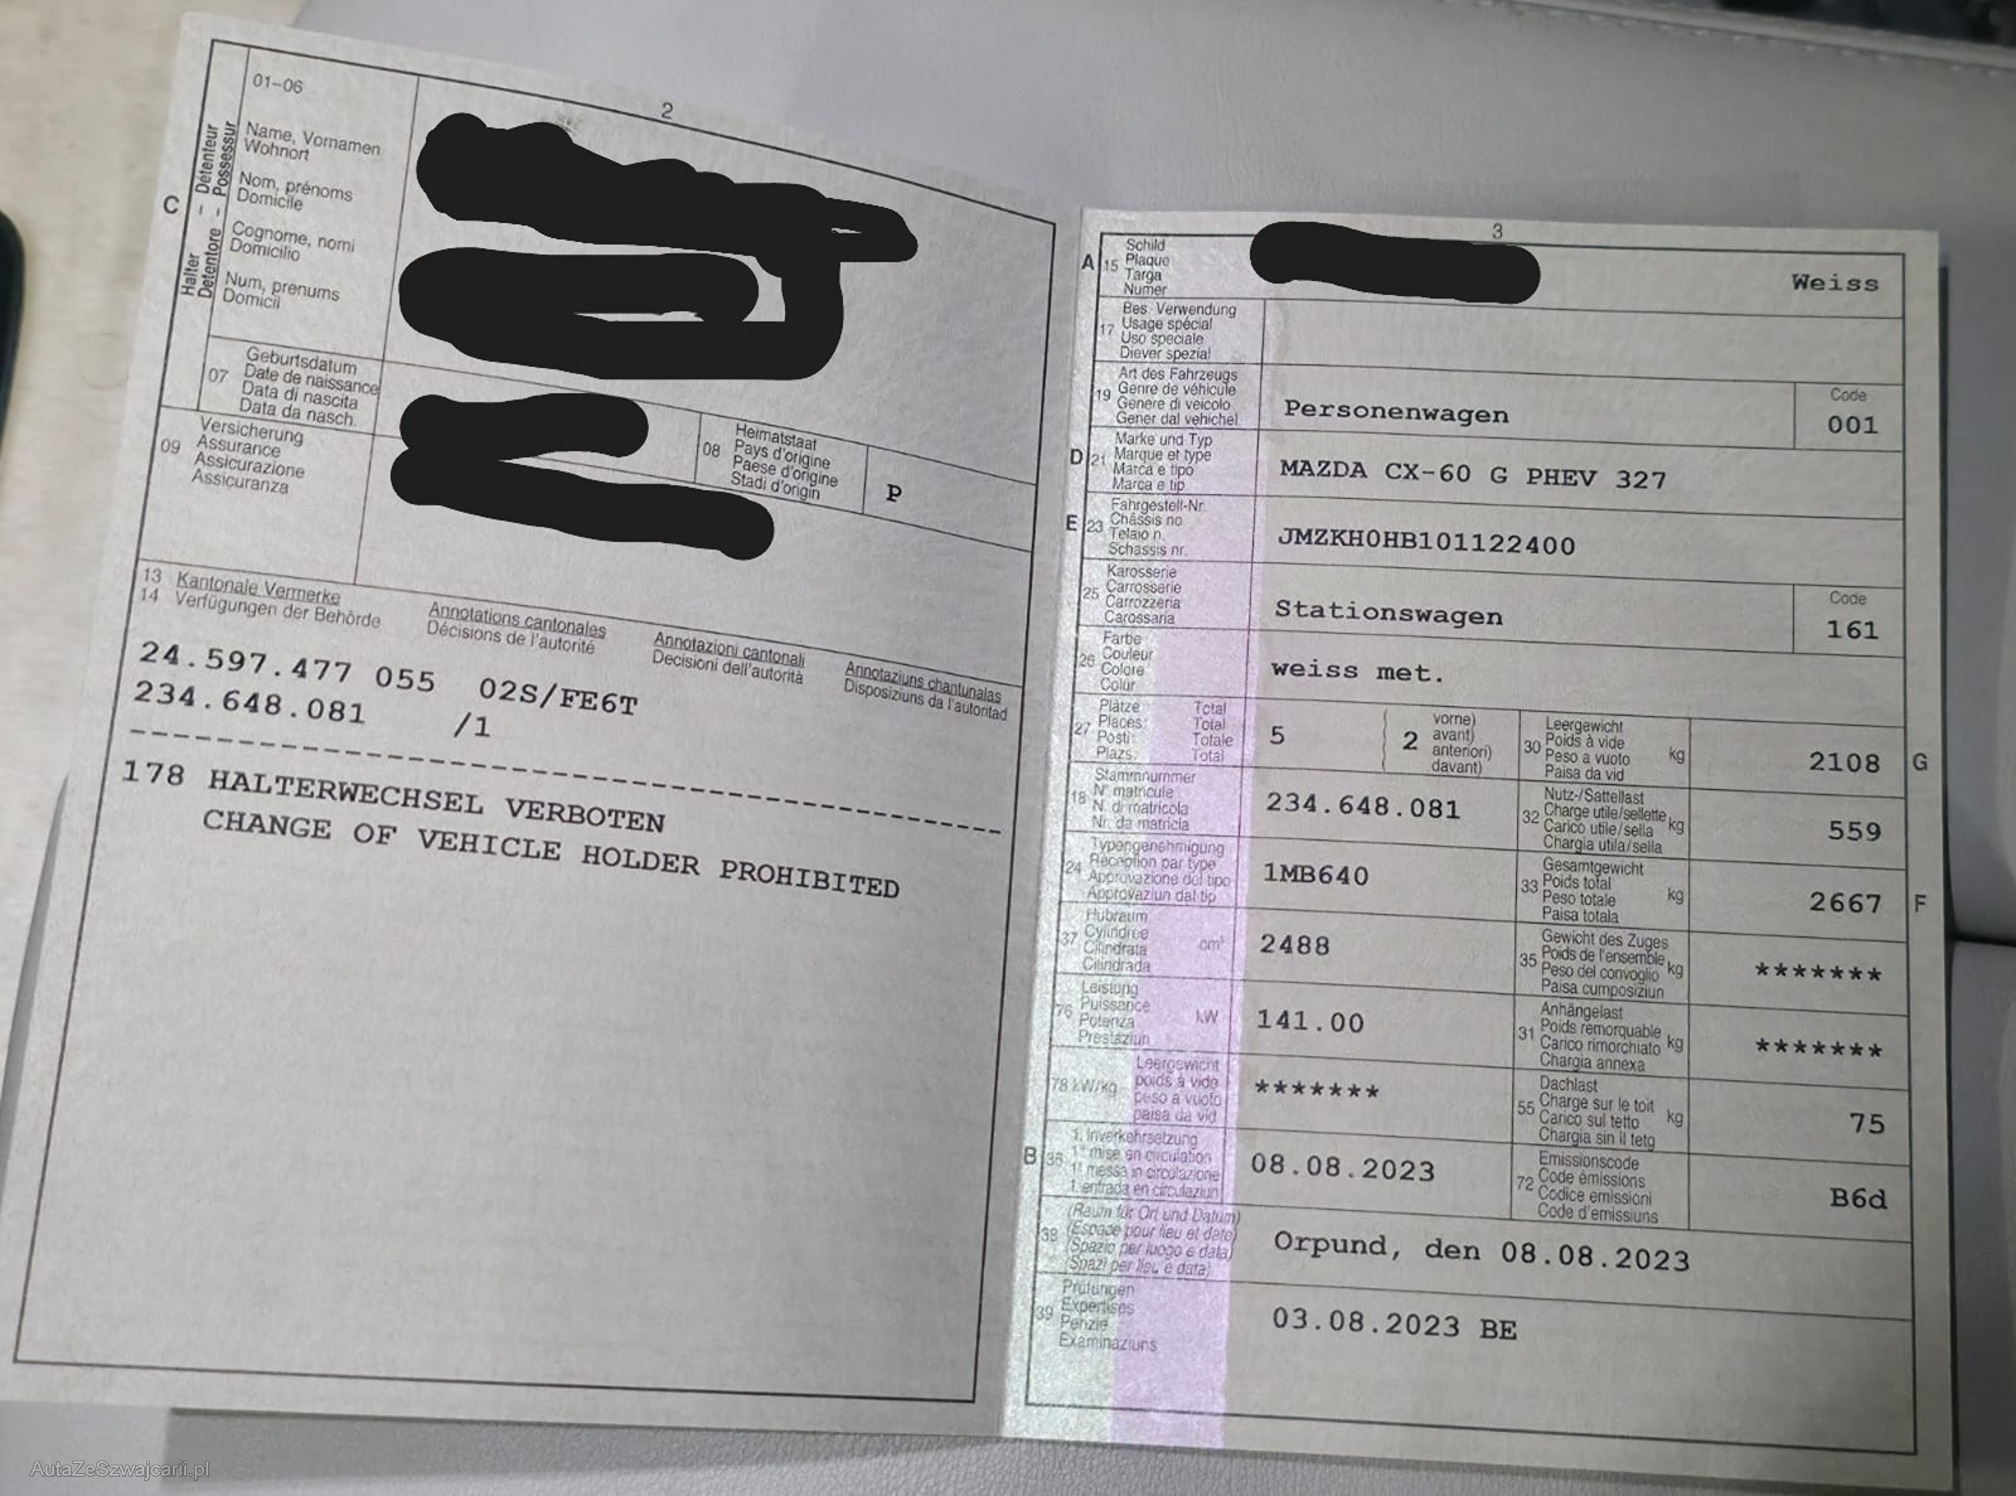 2
01-06
C
Halter - Détenteur
Detentore - Possessur
Name, Vornamen
Wohnort
Nom, prénoms
Domicile
Cognome, nomi
Domicilio
Num, prenums
Domicil
07
Geburtsdatum
Date de naissance
Data di nascita
Data da nasch.
08
Heimatstaat
Pays d'origine
Paese d'origine
Stadi d'origin
P
09
Versicherung
Assurance
Assicurazione
Assicuranza
13 Kantonale Vermerke
14 Verfügungen der Behörde
Annotations cantonales
Décisions de l'autorité
Annotazioni cantonali
Decisioni dell'autorità
Annotaziuns chantunalas
Disposiziuns da l'autoritad
24.597.477 055 02S/FE6T
234.648.081 /1
178 HALTERWECHSEL VERBOTEN
CHANGE OF VEHICLE HOLDER PROHIBITED
3
A 15
Schild
Plaque
Targa
Numer
Weiss
17
Bes. Verwendung
Usage spécial
Uso speciale
Diever spezial
19
Art des Fahrzeugs
Genre de véhicule
Genere di veicolo
Gener dal vehichel
Personenwagen
Code
001
D 21
Marke und Typ
Marque et type
Marca e tipo
Marca e tip
MAZDA CX-60 G PHEV 327
E 23
Fahrgestell-Nr.
Châssis no
Telaio n.
Schassis nr.
JMZKH0HB101122400
25
Karosserie
Carrosserie
Carrozzeria
Carossaria
Stationswagen
Code
161
26
Farbe
Couleur
Colore
Colur
weiss met.
27
Plätze Total
Places: Total
Posti: Totale
Plazs: Total
5
2
vorne)
avant)
anteriori)
davant)
30
Leergewicht
Poids à vide
Peso a vuoto
Paisa da vid
kg
2108
G
18
Stammnummer
N° matricule
N. di matricola
Nr. da matricla
234.648.081
32
Nutz-/Sattellast
Charge utile/sellette
Carico utile/sella
Chargia utila/sella
kg
559
24
Typengenehmigung
Réception par type
Approvazione del tipo
Approvaziun dal tip
1MB640
33
Gesamtgewicht
Poids total
Peso totale
Paisa totala
kg
2667
F
37
Hubraum
Cylindrée
Cilindrata
Cilindrada
cm³
2488
35
Gewicht des Zuges
Poids de l'ensemble
Peso del convoglio
Paisa cumposiziun
kg
*******
76
Leistung
Puissance
Potenza
Prestaziun
kW
141.00
31
Anhängelast
Poids remorquable
Carico rimorchiato
Chargia annexa
kg
*******
78 kW/kg
Leergewicht
poids à vide
peso a vuoto
paisa da vid
*******
55
Dachlast
Charge sur le toit
Carico sul tetto
Chargia sin il tetg
kg
75
B 36
1. Inverkehrsetzung
1re mise en circulation
1a messa in circolazione
1. entrada en circulaziun
08.08.2023
72
Emissionscode
Code émissions
Codice emissioni
Code d'emissiuns
B6d
38
(Raum für Ort und Datum)
(Espace pour lieu et date)
(Spazio per luogo e data)
(Spazi per lieu e data)
Orpund, den 08.08.2023
39
Prüfungen
Expertises
Perizie
Examinaziuns
03.08.2023 BE
AutaZeSzwajcarii.pl